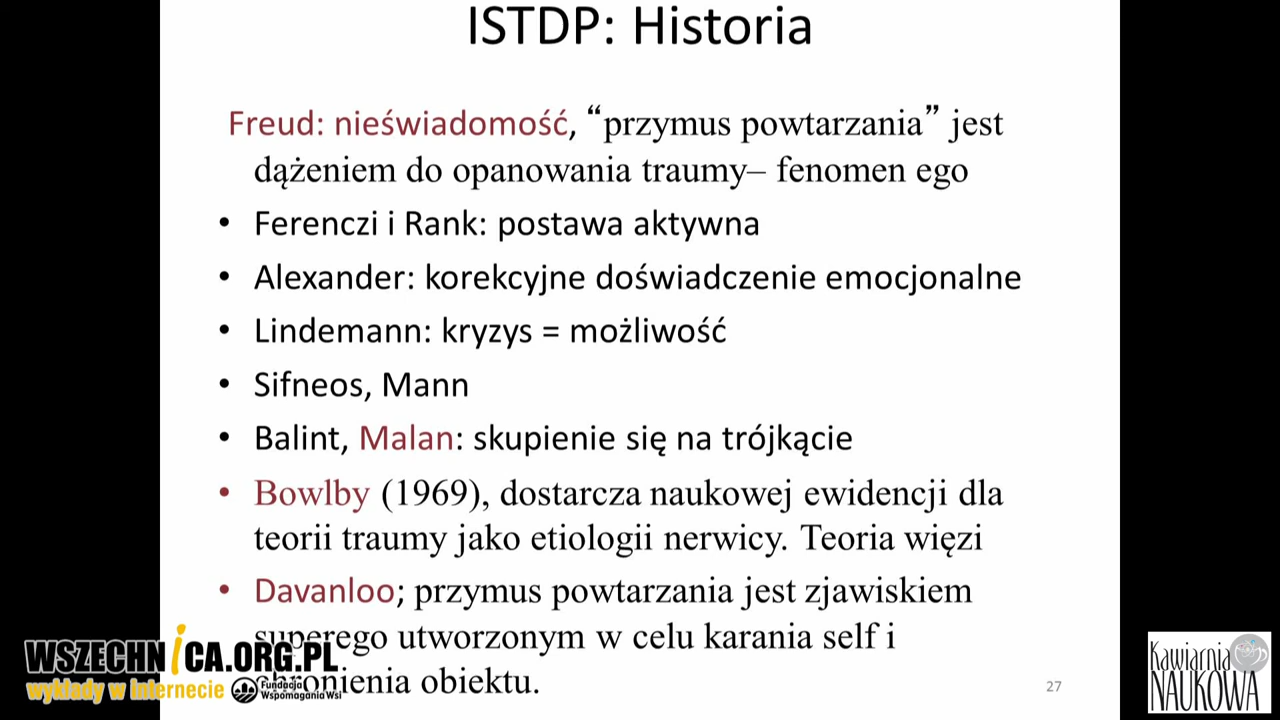 ISTDP: Historia
Freud: nieświadomość, “przymus powtarzania” jest
dążeniem do opanowania traumy– fenomen ego
• Ferenczi i Rank: postawa aktywna
• Alexander: korekcyjne doświadczenie emocjonalne
• Lindemann: kryzys = możliwość
• Sifneos, Mann
• Balint, Malan: skupienie się na trójkącie
• Bowlby (1969), dostarcza naukowej ewidencji dla
teorii traumy jako etiologii nerwicy. Teoria więzi
• Davanloo; przymus powtarzania jest zjawiskiem
superego utworzonym w celu karania self i
chronienia obiektu.
27
WSZECHNICA.ORG.PL
wykłady w Internecie
Fundacja
Wspomagania Wsi
Kawiarnia
NAUKOWA